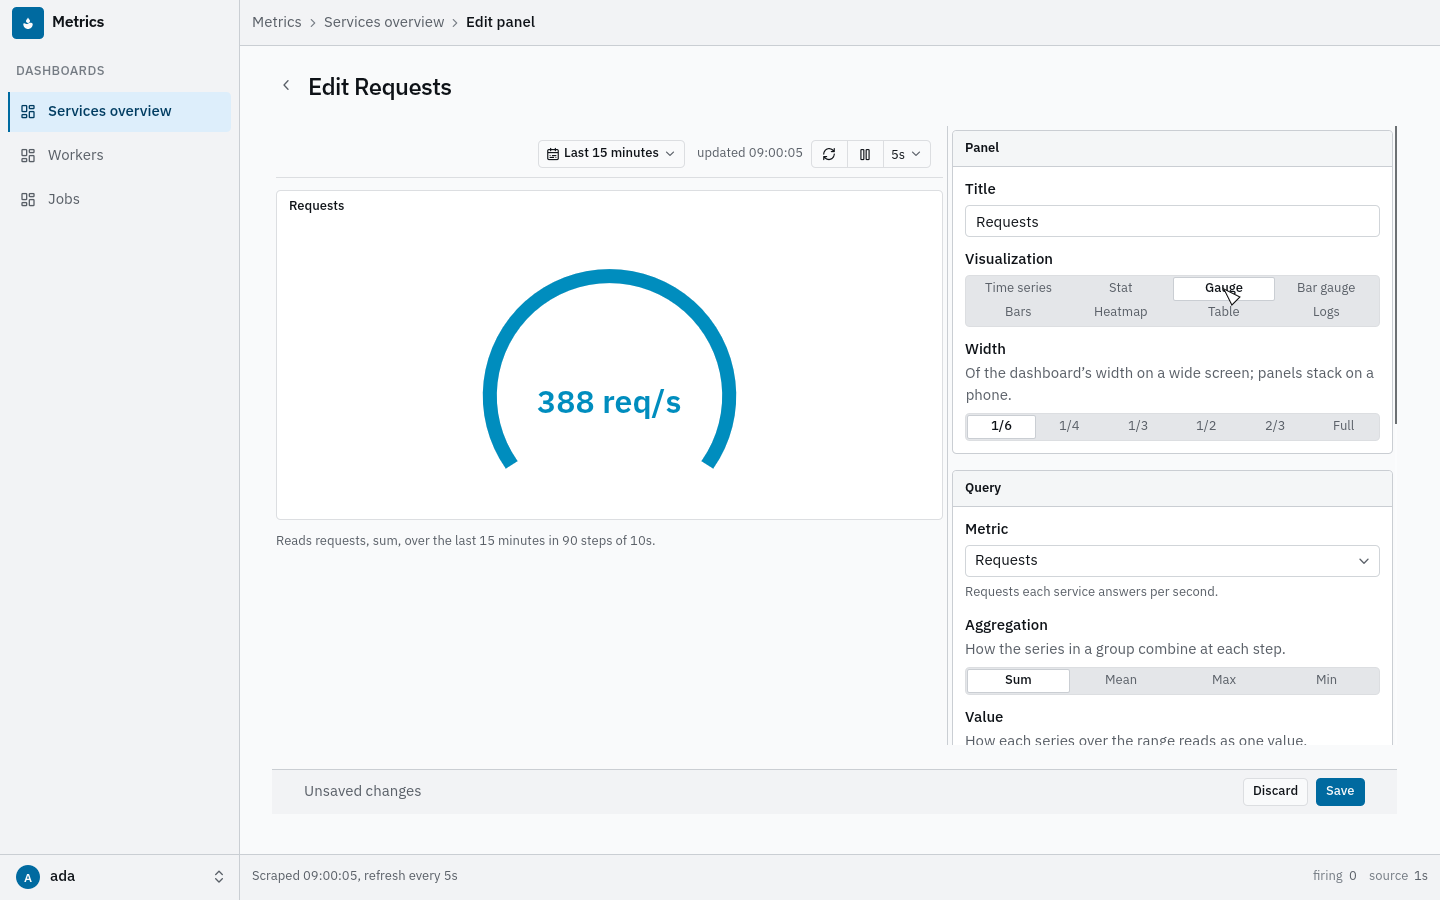 Metrics
DASHBOARDS
Services overview
Workers
Jobs
A ada
Metrics > Services overview > Edit panel
Edit Requests
Last 15 minutes updated 09:00:05 5s
Requests
388 req/s
Reads requests, sum, over the last 15 minutes in 90 steps of 10s.
Panel
Title
Requests
Visualization
Time series Stat Gauge Bar gauge
Bars Heatmap Table Logs
Width
Of the dashboard’s width on a wide screen; panels stack on a
phone.
1/6 1/4 1/3 1/2 2/3 Full
Query
Metric
Requests
Requests each service answers per second.
Aggregation
How the series in a group combine at each step.
Sum Mean Max Min
Value
How each series over the range reads as one value.
Unsaved changes Discard Save
Scraped 09:00:05, refresh every 5s firing 0 source 1s